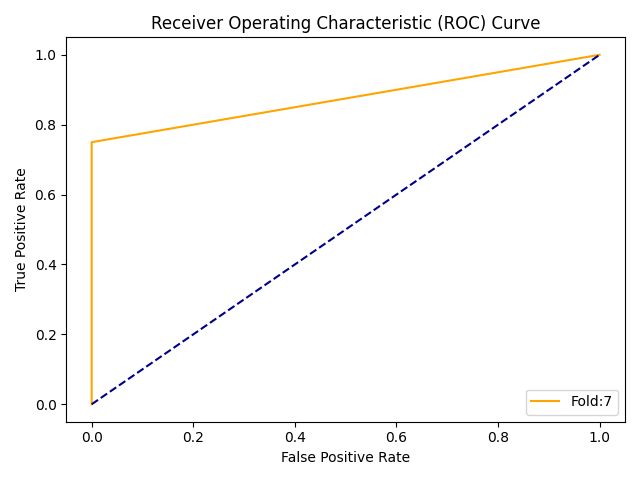 Receiver Operating Characteristic (ROC) Curve
1.0
0.8
0.6
0.4
0.2
0.0
True Positive Rate
0.0 0.2 0.4 0.6 0.8 1.0
False Positive Rate
Fold:7